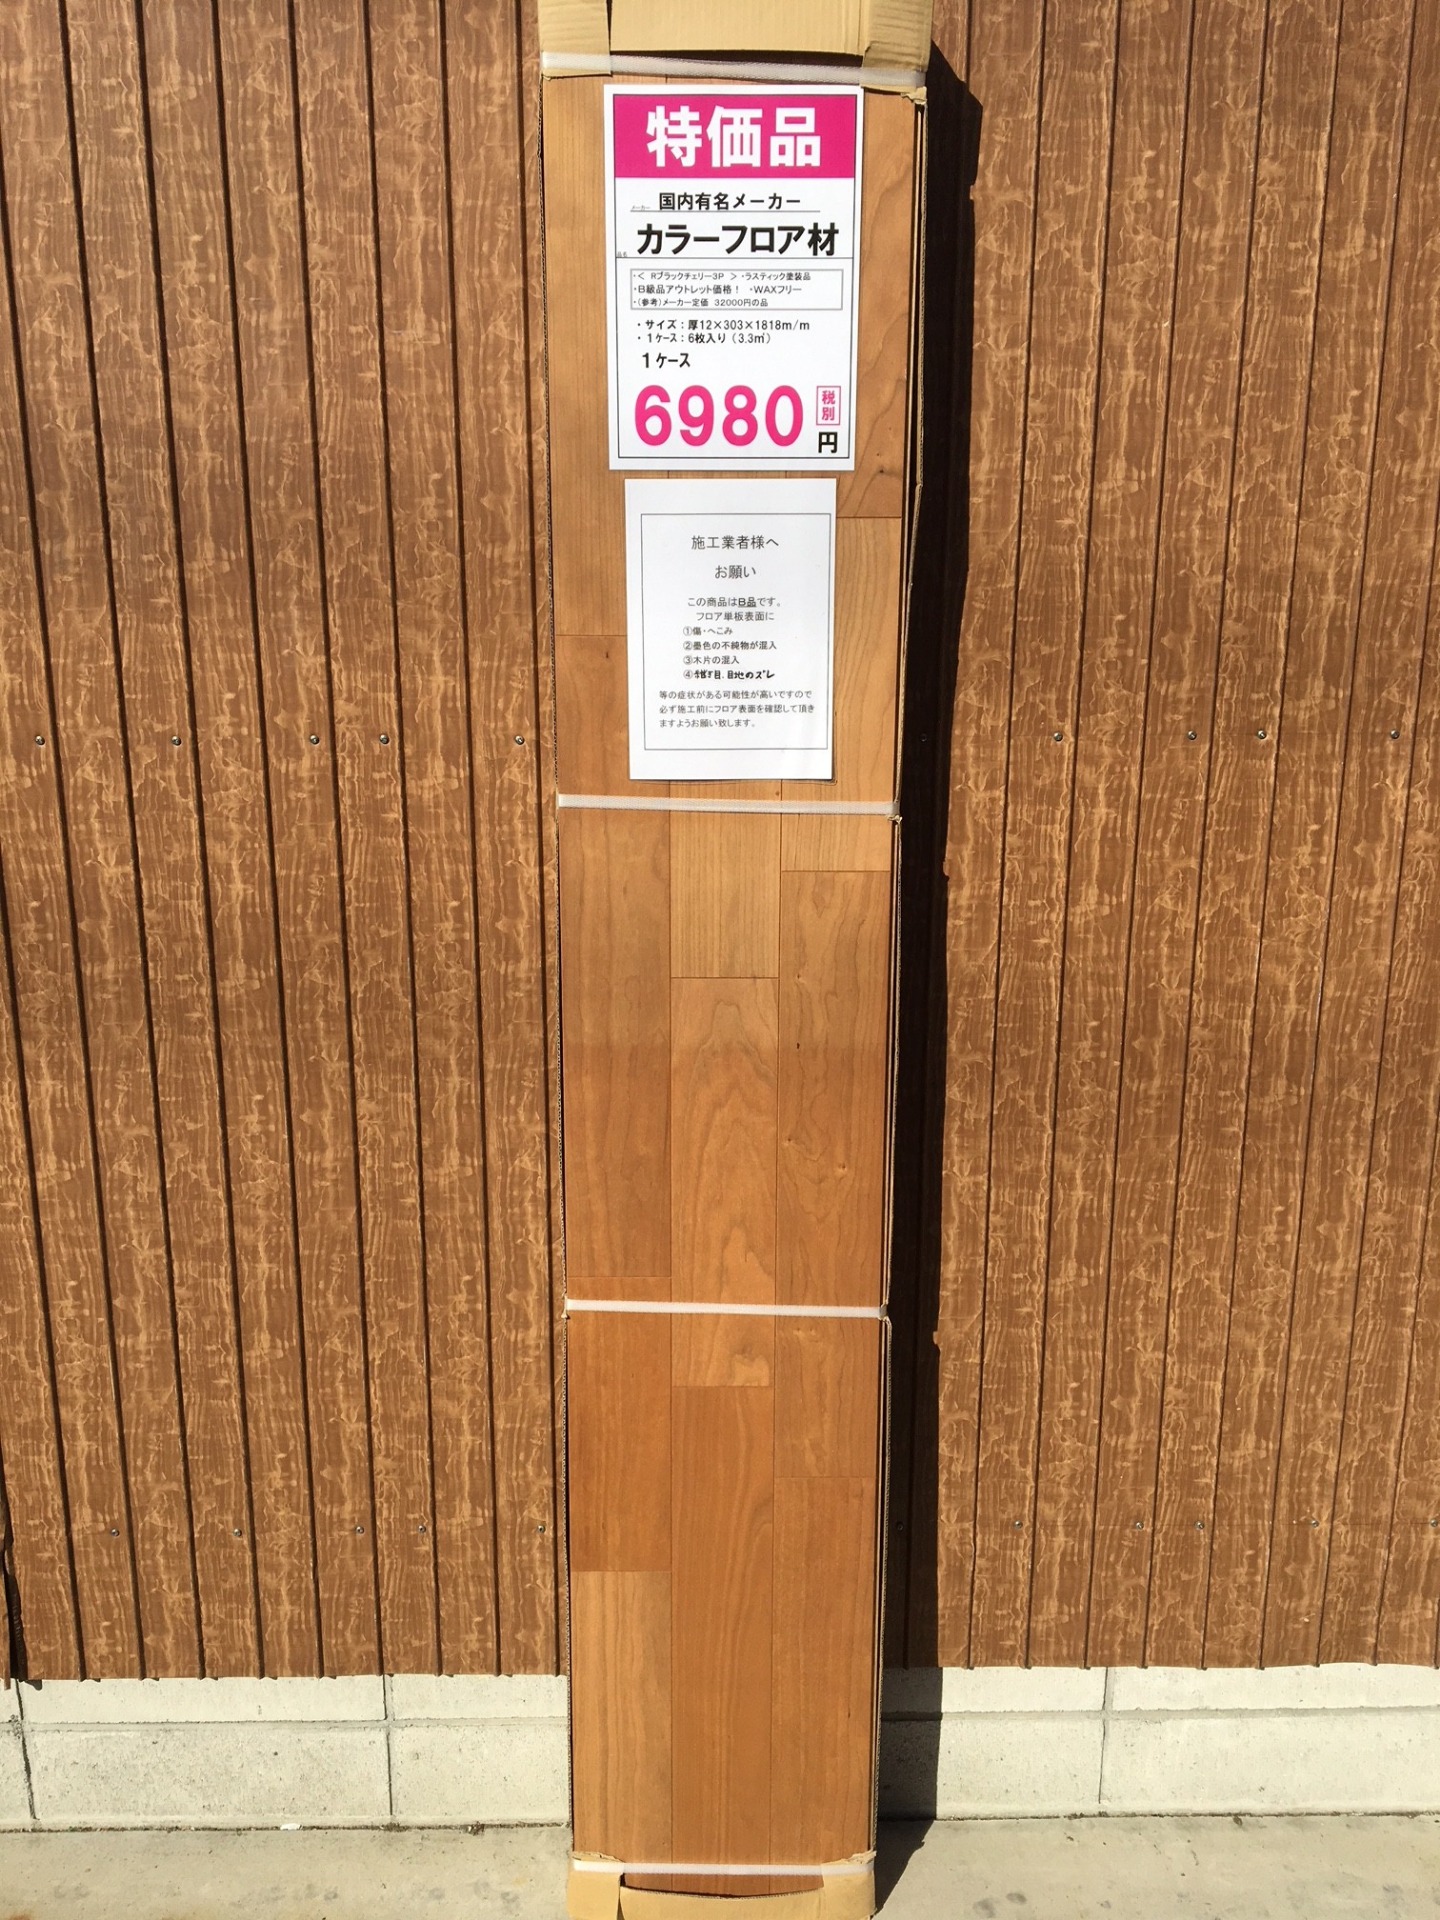 特価品
メーカー 国内有名メーカー
品名 カラーフロア材
・＜ Rブラックチェリー3P ＞ ・ラスティック塗装品
・B級品アウトレット価格！ ・WAXフリー
・(参考)メーカー定価 32000円の品
・サイズ：厚12×303×1818m/m
・1ケース：6枚入り（3.3㎡）
1ケース
6980 税別 円
施工業者様へ
お願い
この商品はB品です。
フロア単板表面に
①傷・へこみ
②墨色の不純物が混入
③木片の混入
④ 目、目地のズレ
等の症状がある可能性が高いですので
必ず施工前にフロア表面を確認して頂き
ますようお願い致します。